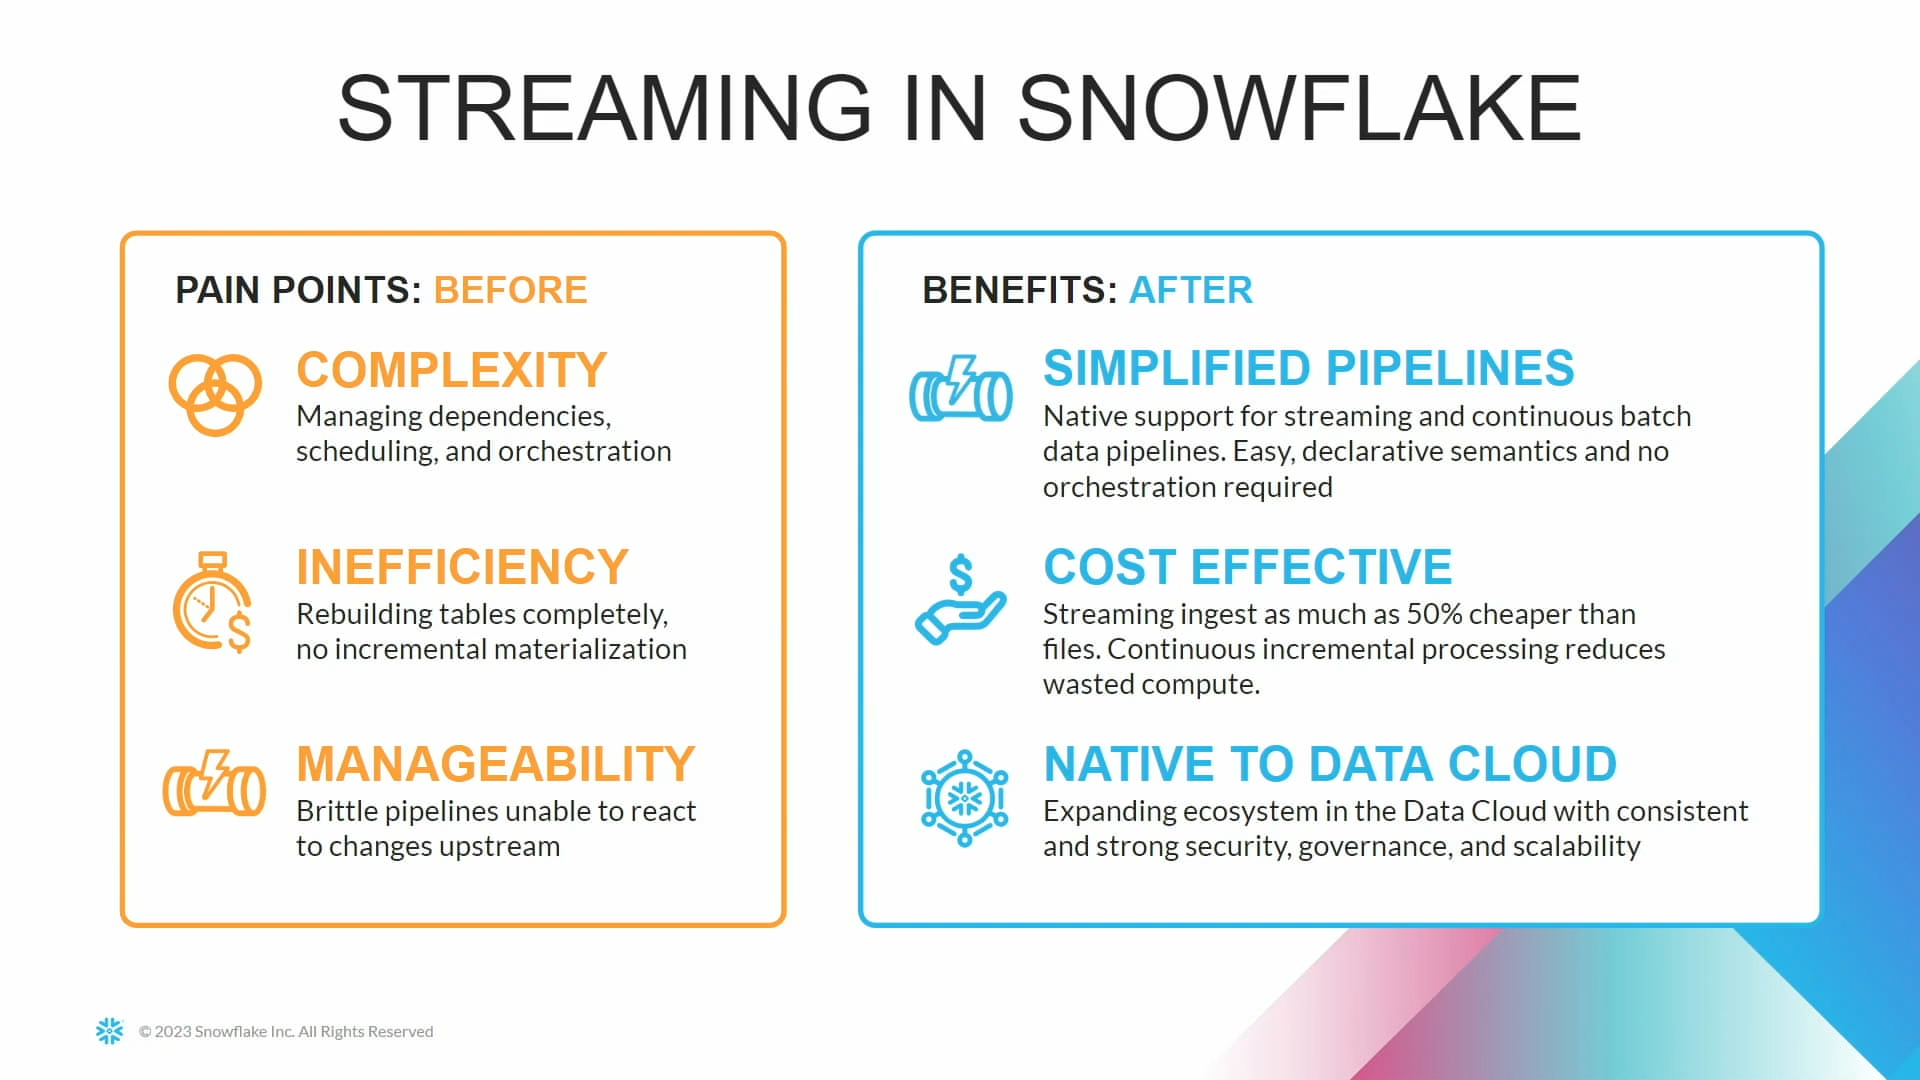 STREAMING IN SNOWFLAKE
PAIN POINTS: BEFORE
COMPLEXITY
Managing dependencies,
scheduling, and orchestration
INEFFICIENCY
Rebuilding tables completely,
no incremental materialization
MANAGEABILITY
Brittle pipelines unable to react
to changes upstream
BENEFITS: AFTER
SIMPLIFIED PIPELINES
Native support for streaming and continuous batch
data pipelines. Easy, declarative semantics and no
orchestration required
COST EFFECTIVE
Streaming ingest as much as 50% cheaper than
files. Continuous incremental processing reduces
wasted compute.
NATIVE TO DATA CLOUD
Expanding ecosystem in the Data Cloud with consistent
and strong security, governance, and scalability
© 2023 Snowflake Inc. All Rights Reserved